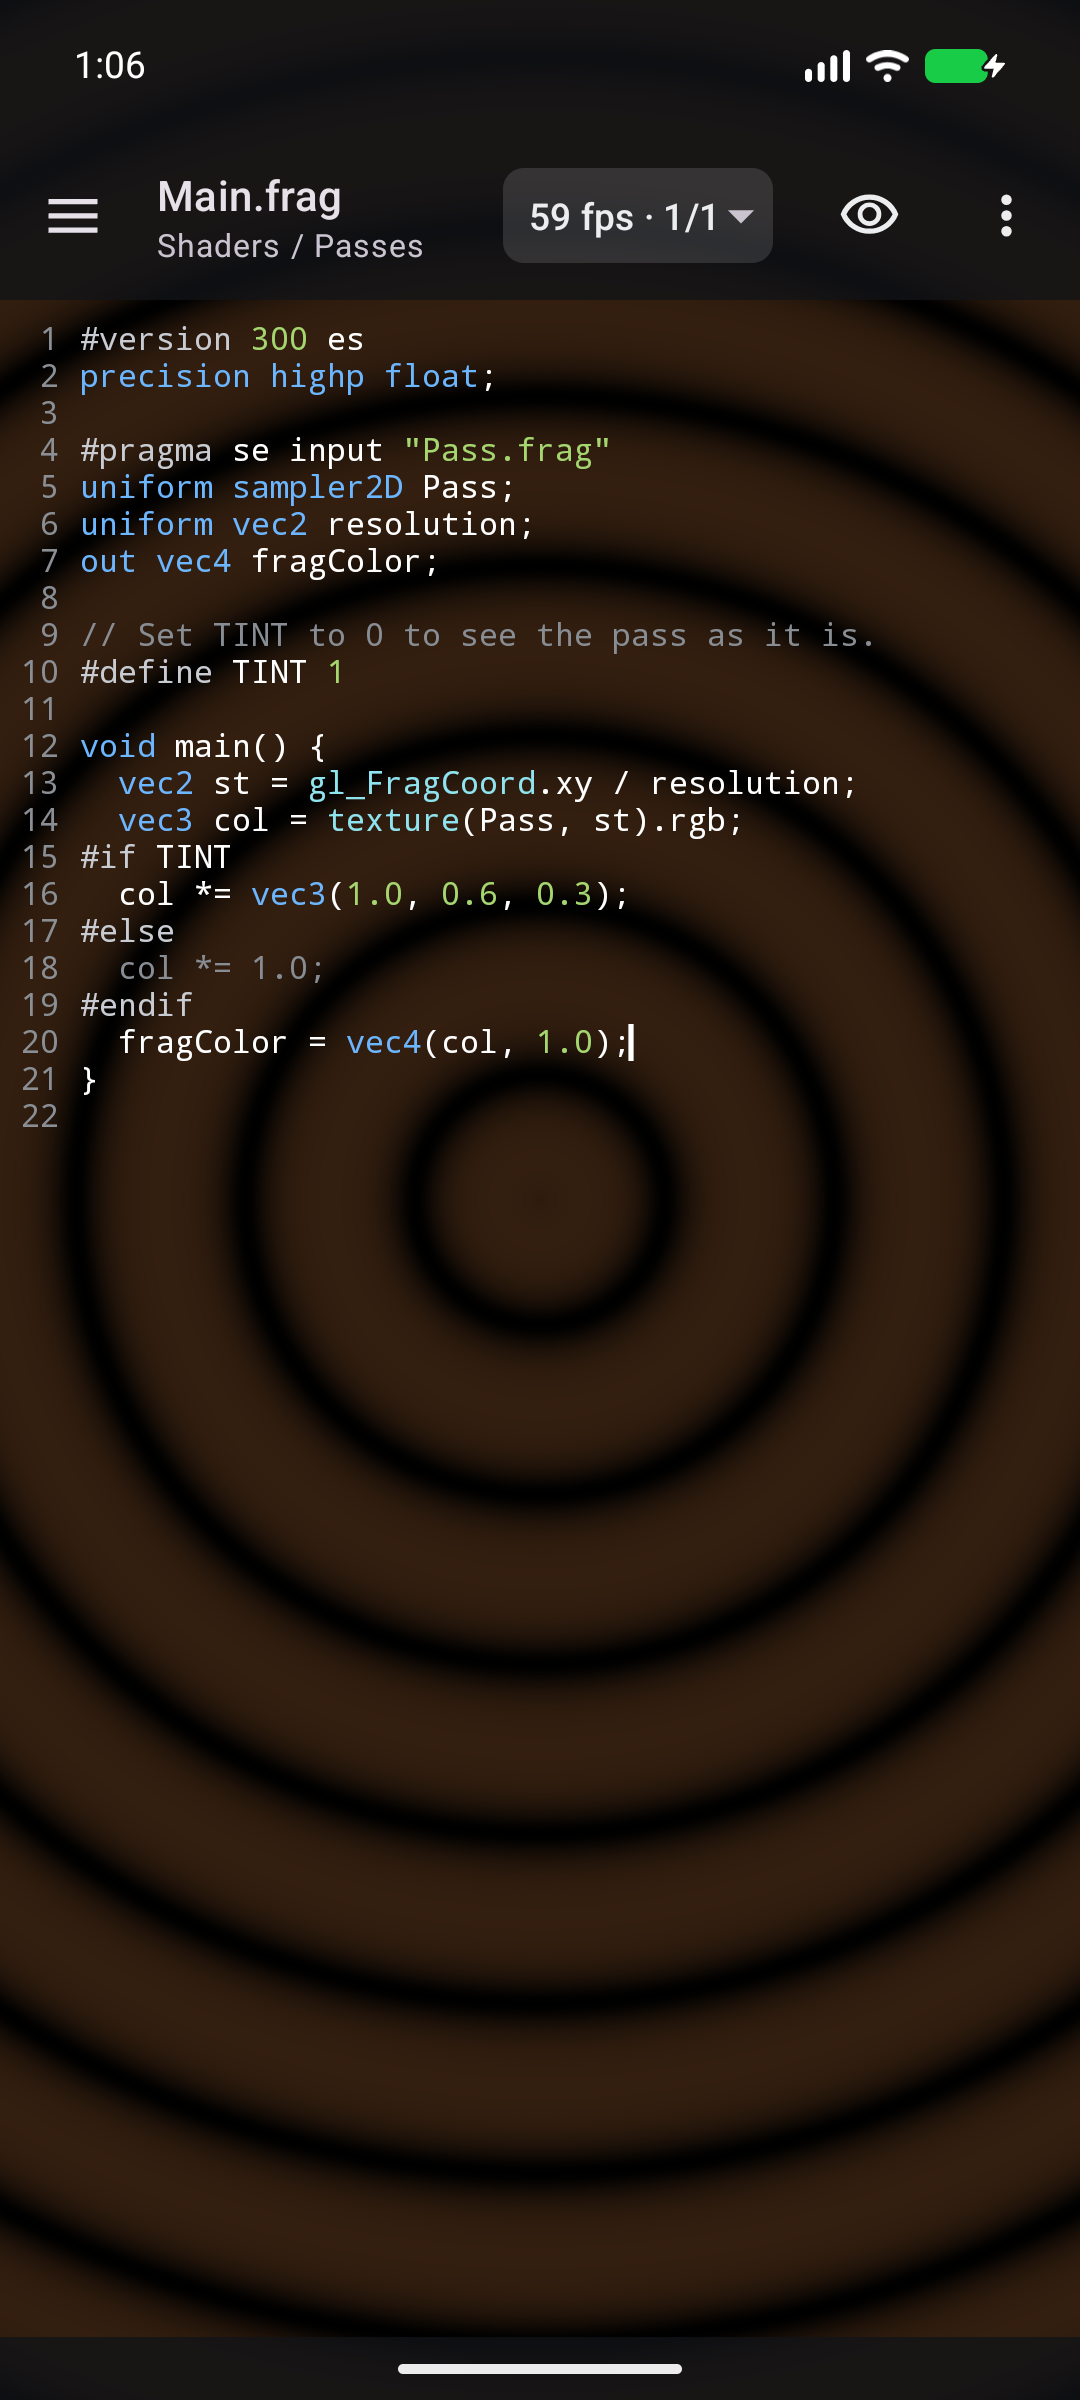 1:06
Main.frag
Shaders / Passes
59 fps · 1/1
1 #version 300 es
2 precision highp float;
3
4 #pragma se input "Pass.frag"
5 uniform sampler2D Pass;
6 uniform vec2 resolution;
7 out vec4 fragColor;
8
9 // Set TINT to 0 to see the pass as it is.
10 #define TINT 1
11
12 void main() {
13   vec2 st = gl_FragCoord.xy / resolution;
14   vec3 col = texture(Pass, st).rgb;
15 #if TINT
16   col *= vec3(1.0, 0.6, 0.3);
17 #else
18   col *= 1.0;
19 #endif
20   fragColor = vec4(col, 1.0);
21 }
22